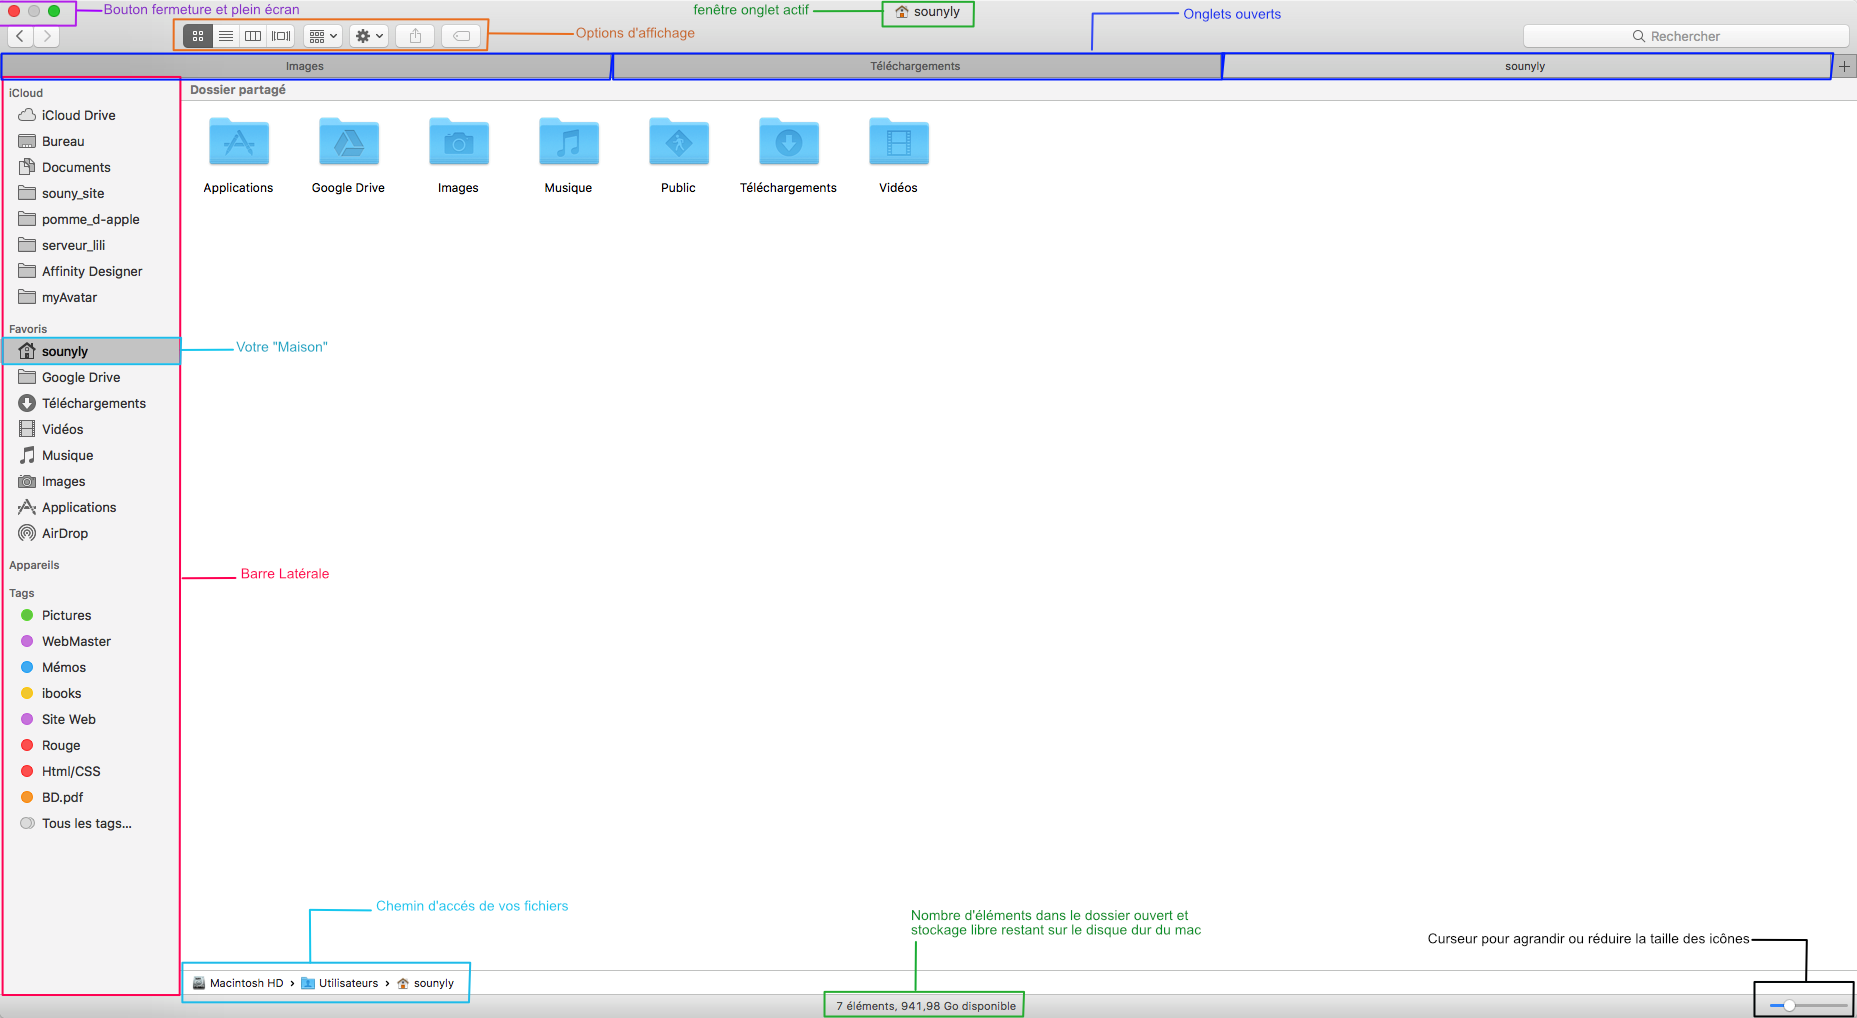 Bouton fermeture et plein écran
fenêtre onglet actif
sounyly
Onglets ouverts
Options d'affichage
Rechercher
Images
Téléchargements
sounyly
iCloud
iCloud Drive
Bureau
Documents
souny_site
pomme_d-apple
serveur_lili
Affinity Designer
myAvatar
Favoris
sounyly
Google Drive
Téléchargements
Vidéos
Musique
Images
Applications
AirDrop
Appareils
Tags
Pictures
WebMaster
Mémos
ibooks
Site Web
Rouge
Html/CSS
BD.pdf
Tous les tags...
Dossier partagé
Applications
Google Drive
Images
Musique
Public
Téléchargements
Vidéos
Votre "Maison"
Barre Latérale
Chemin d'accés de vos fichiers
Nombre d'éléments dans le dossier ouvert et
stockage libre restant sur le disque dur du mac
Curseur pour agrandir ou réduire la taille des icônes
Macintosh HD › Utilisateurs › sounyly
7 éléments, 941,98 Go disponible